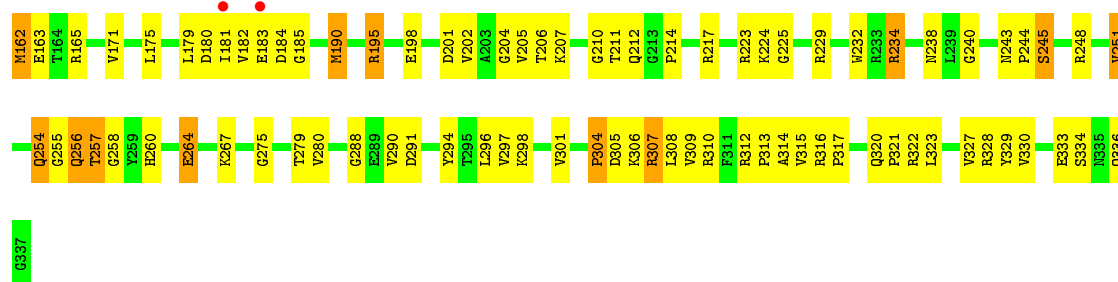 M162 E163 T164 R165 V171 L175 L179 D180 I181 V182 E183 D184 G185 M190 R195 E198 D201 V202 A203 G204 V205 T206 K207 G210 T211 Q212 G213 P214 R217 R223 K224 G225 R229 W232 R233 R234 N238 L239 G240 N243 P244 S245 R248
Q254 G255 Q256 T257 G258 Y259 H260 E264 K267 G275 T279 V280 G288 E289 V290 D291 Y294 T295 L296 V297 K298 V301 P304 D305 K306 R307 L308 V309 R310 F311 R312 P313 A314 V315 R316 P317 Q320 P321 R322 L323 V327 R328 Y329 V330 E333 S334 N335
G337